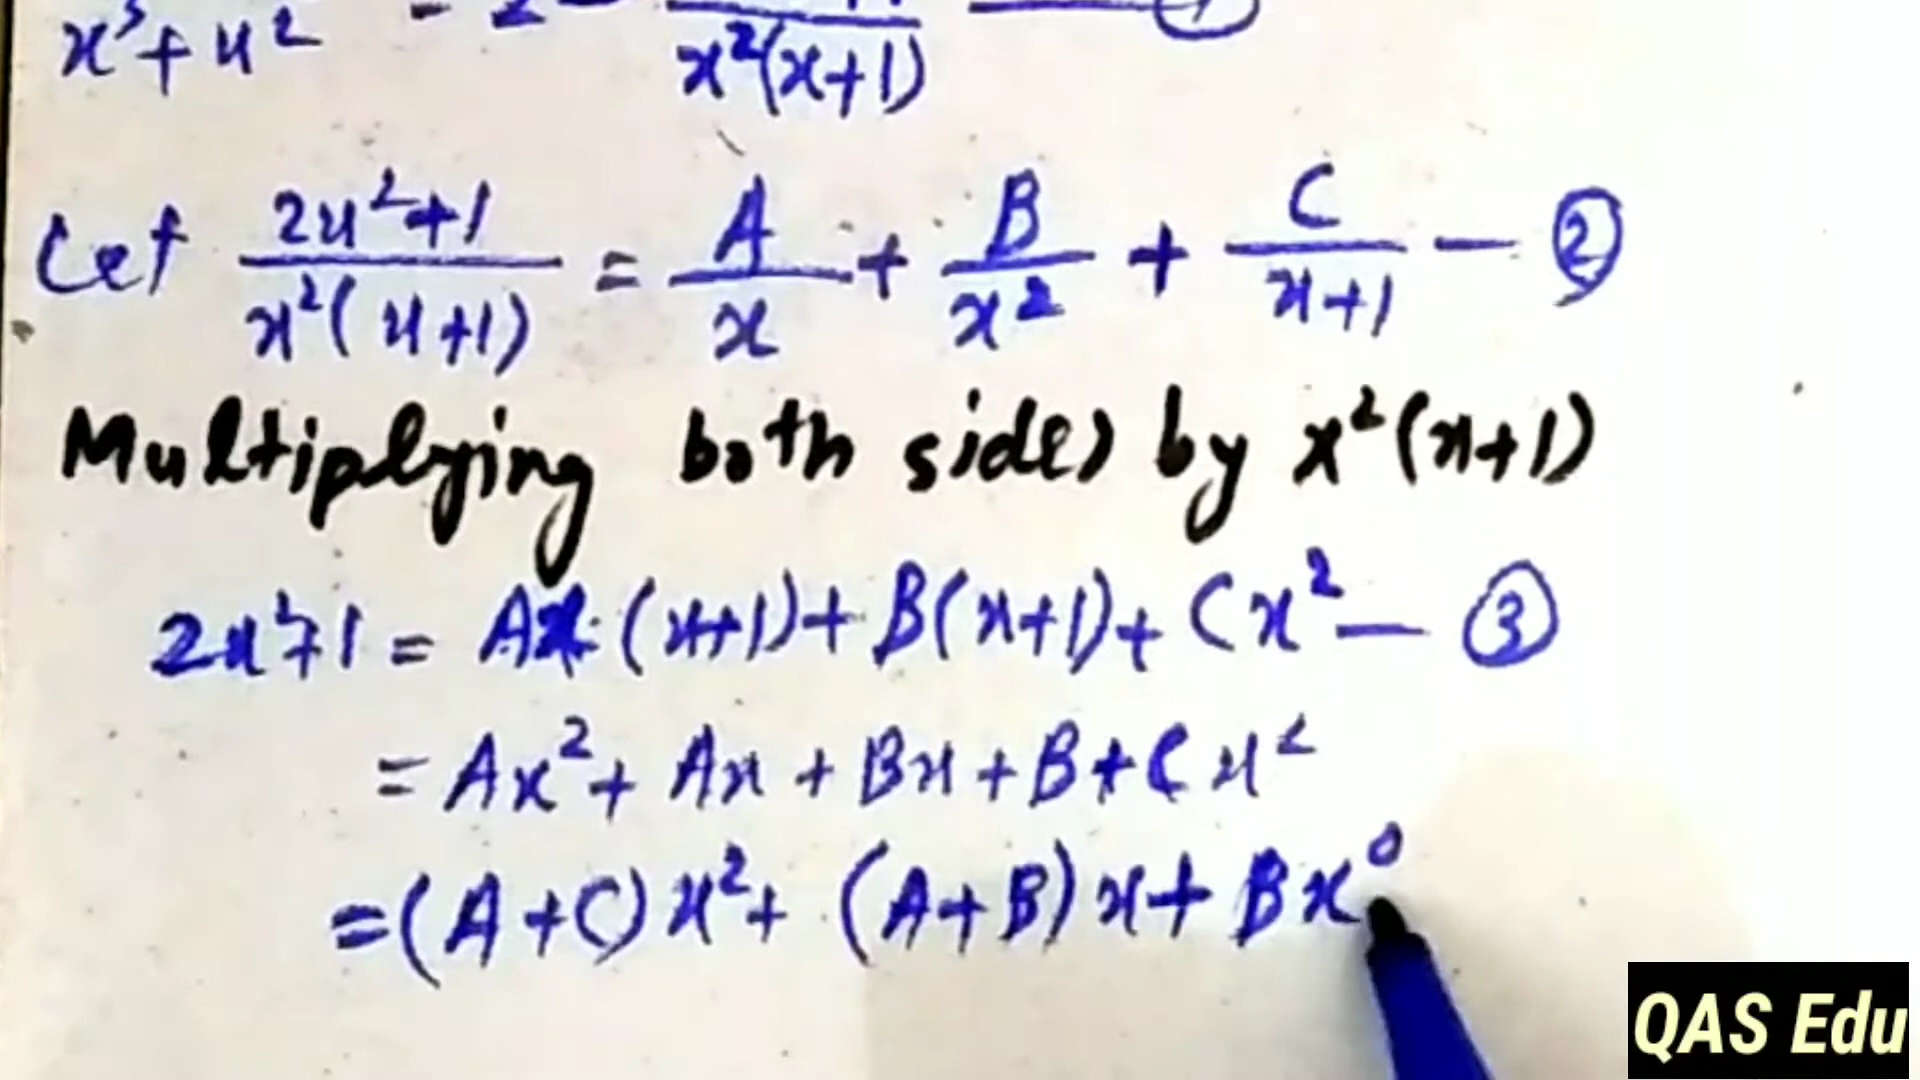 x³+x² - 2 - x²(x+1) — ①
Let 2x²+1 / x²(x+1) = A/x + B/x² + C/x+1 — ②
Multiplying both sides by x²(x+1)
2x²+1 = Ax (x+1)+ B(x+1)+ Cx² — ③
= Ax²+ Ax + Bx+B+Cx²
=(A+C)x²+ (A+B)x+ Bx⁰
QAS Edu